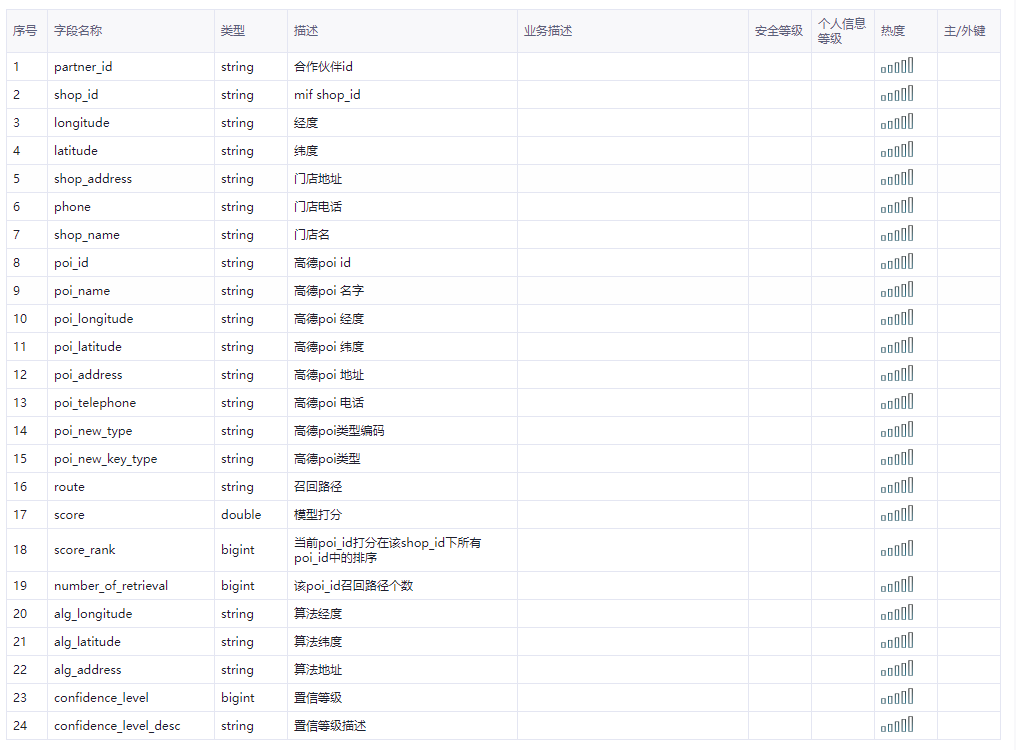 序号 字段名称 类型 描述 业务描述 安全等级 个人信息等级 热度 主/外键
1 partner_id string 合作伙伴id
2 shop_id string mif shop_id
3 longitude string 经度
4 latitude string 纬度
5 shop_address string 门店地址
6 phone string 门店电话
7 shop_name string 门店名
8 poi_id string 高德poi id
9 poi_name string 高德poi 名字
10 poi_longitude string 高德poi 经度
11 poi_latitude string 高德poi 纬度
12 poi_address string 高德poi 地址
13 poi_telephone string 高德poi 电话
14 poi_new_type string 高德poi类型编码
15 poi_new_key_type string 高德poi类型
16 route string 召回路径
17 score double 模型打分
18 score_rank bigint 当前poi_id打分在该shop_id下所有
poi_id中的排序
19 number_of_retrieval bigint 该poi_id召回路径个数
20 alg_longitude string 算法经度
21 alg_latitude string 算法纬度
22 alg_address string 算法地址
23 confidence_level bigint 置信等级
24 confidence_level_desc string 置信等级描述